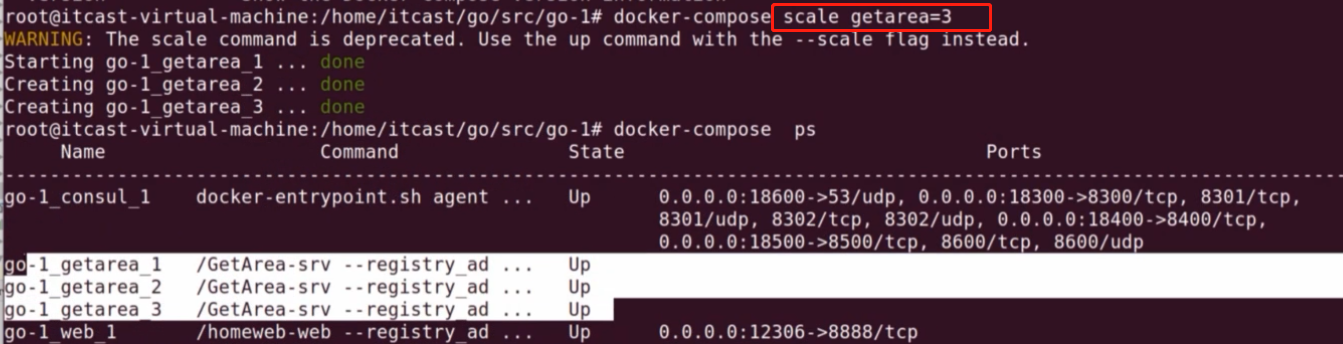 root@itcast-virtual-machine:/home/itcast/go/src/go-1# docker-compose scale getarea=3
WARNING: The scale command is deprecated. Use the up command with the --scale flag instead.
Starting go-1_getarea_1 ... done
Creating go-1_getarea_2 ... done
Creating go-1_getarea_3 ... done
root@itcast-virtual-machine:/home/itcast/go/src/go-1# docker-compose  ps
Name Command State Ports
--------------------------------------------------------------------------------
go-1_consul_1 docker-entrypoint.sh agent ... Up 0.0.0.0:18600->53/udp, 0.0.0.0:18300->8300/tcp, 8301/tcp,
8301/udp, 8302/tcp, 8302/udp, 0.0.0.0:18400->8400/tcp,
0.0.0.0:18500->8500/tcp, 8600/tcp, 8600/udp
go-1_getarea_1 /GetArea-srv --registry_ad ... Up
go-1_getarea_2 /GetArea-srv --registry_ad ... Up
go-1_getarea_3 /GetArea-srv --registry_ad ... Up
go-1_web_1 /homeweb-web --registry_ad ... Up 0.0.0.0:12306->8888/tcp